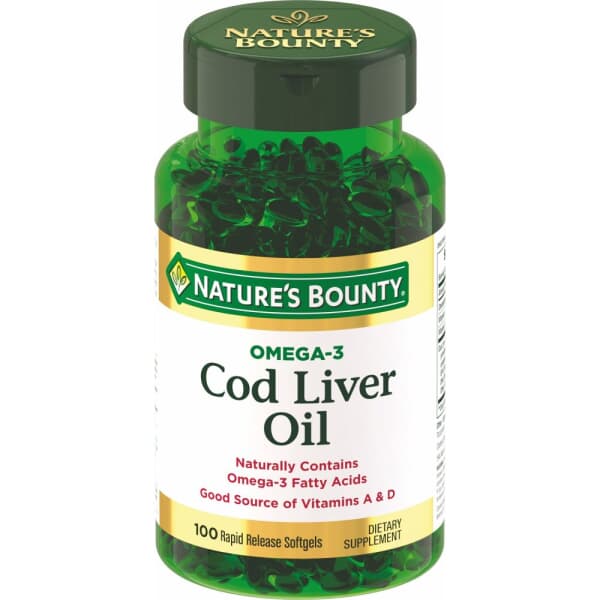 NATURE'S
BOUNTY
NATURE'S BOUNTY®
OMEGA-3
Cod Liver
Oil
Naturally Contains
Omega-3 Fatty Acids
Good Source of Vitamins A & D
100 Rapid Release Softgels
DIETARY
SUPPLEMENT